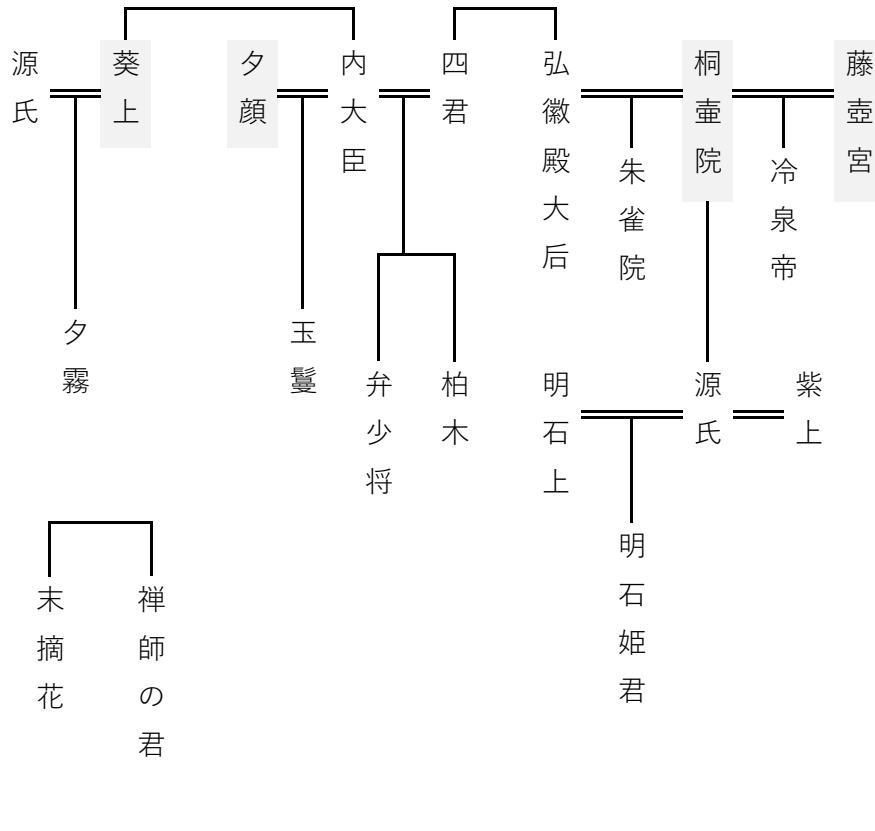 源氏
葵上
夕顔
内大臣
四君
弘徽殿大后
桐壷院
藤壺宮
朱雀院
冷泉帝
夕霧
玉鬘
弁少将
柏木
明石上
源氏
紫上
明石姫君
末摘花
禅師の君